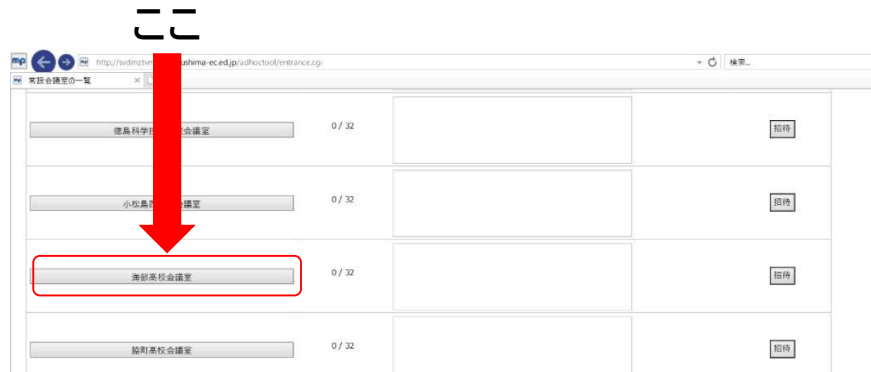 ここ
mp
http://svdmztv ushima-ec.ed.jp/adhoctool/entrance.cgi
検索...
常設会議室の一覧
徳島科学技 会議室
0 / 32
招待
小松島西 会議室
0 / 32
招待
海部高校会議室
0 / 32
招待
脇町高校会議室
0 / 32
招待